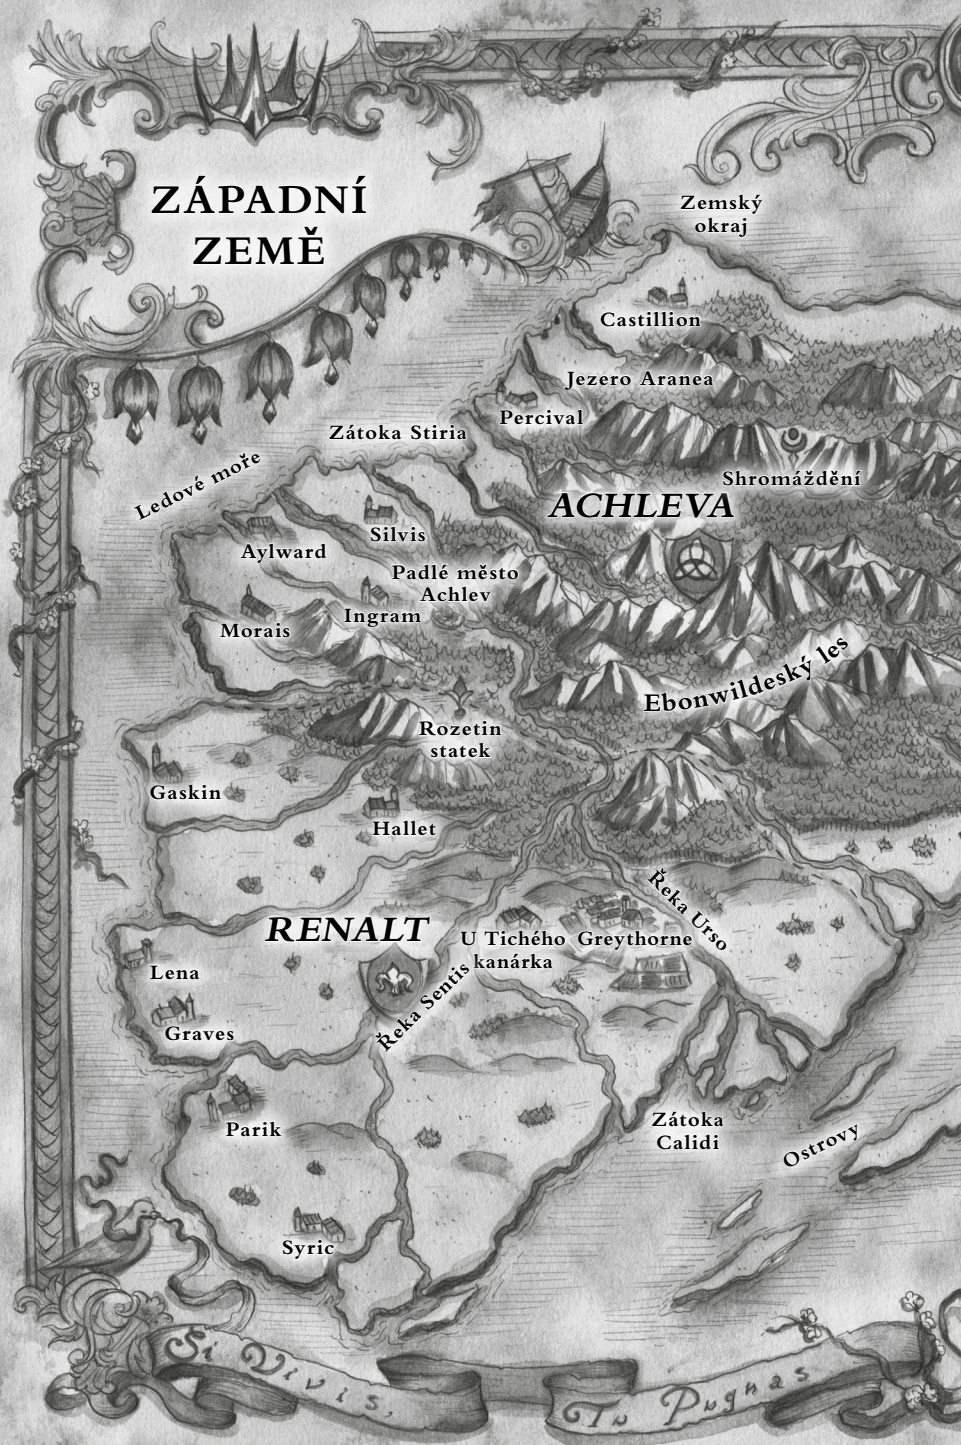 ZÁPADNÍ
ZEMĚ
Zemský
okraj
Castillion
Jezero Aranea
Percival
Zátoka Stiria
Ledové moře
Shromáždění
ACHLEVA
Silvis
Aylward
Padlé město
Achlev
Ingram
Morais
Ebonwildeský les
Rozetin
statek
Gaskin
Hallet
Řeka Urso
RENALT
U Tichého
kanárka
Greythorne
Lena
Řeka Sentis
Graves
Zátoka
Calidi
Parik
Ostrovy
Syric
Si Vivis,
Tu Pugnas